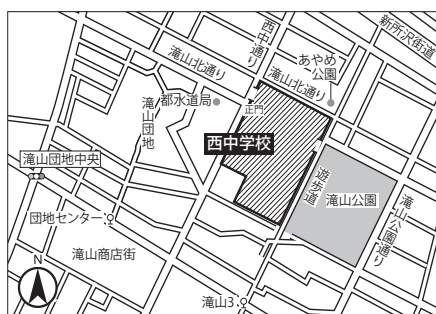 新所沢街道
西中通り
あやめ
公園
滝山北通り
滝山北通り
都水道局
正門
滝山団地
西中学校
滝山団地中央
遊歩道
滝山公園
滝山公園通り
団地センター
滝山商店街
N
滝山3